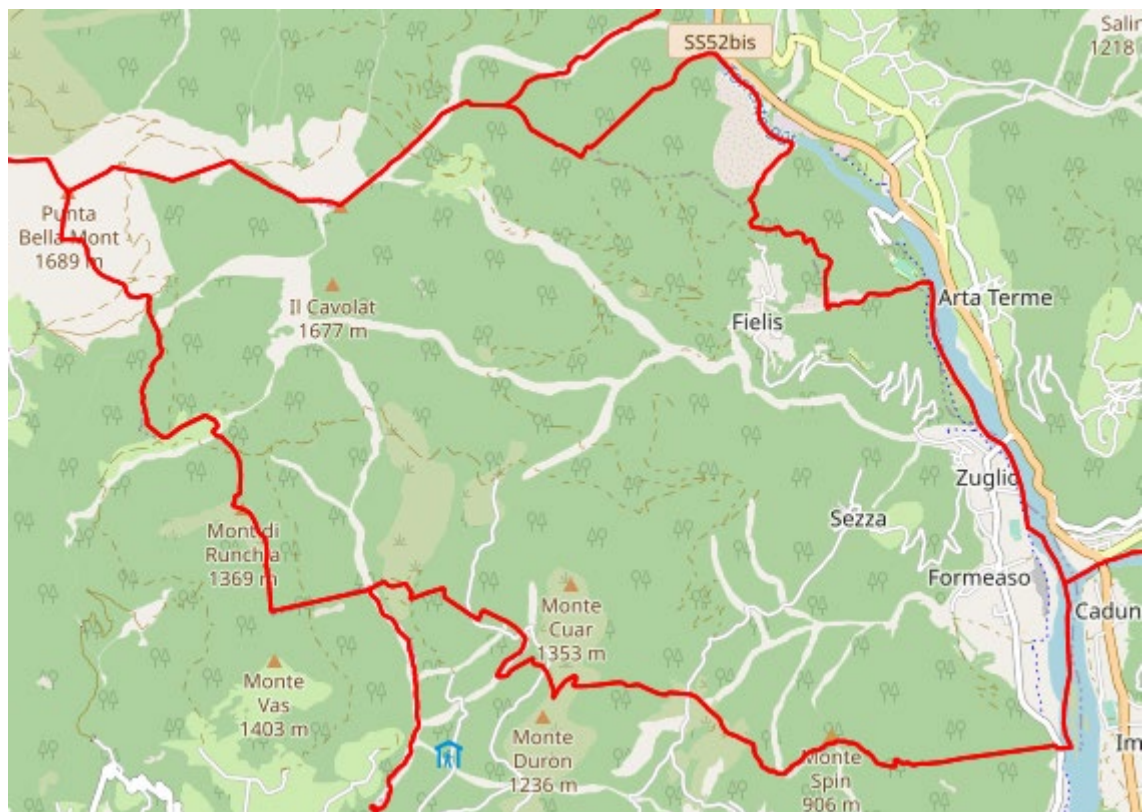 SS52bis
Salin
1218
Punta
Bella Mont
1689 m
Il Cavolat
1677 m
Fielis
Arta Terme
Zuglio
Sezza
Mont di
Runchia
1369 m
Formeaso
Monte
Cuar
1353 m
Cadun
Monte
Vas
1403 m
Monte
Duron
1236 m
Monte
Spin
906 m
Im